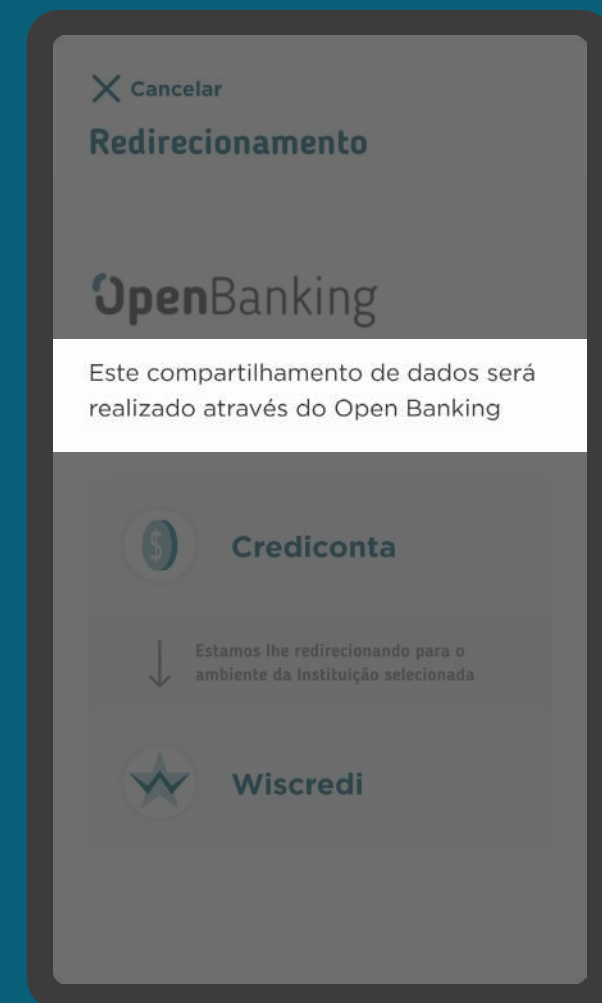 Cancelar
Redirecionamento
OpenBanking
Este compartilhamento de dados será
realizado através do Open Banking
$
Crediconta
Estamos lhe redirecionando para o
ambiente da Instituição selecionada
Wiscredi